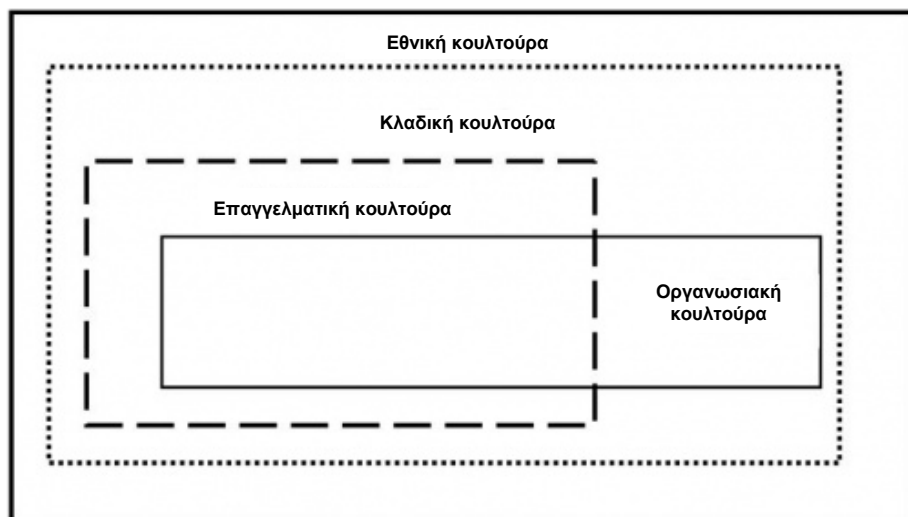 Εθνική κουλτούρα
Κλαδική κουλτούρα
Επαγγελματική κουλτούρα
Οργανωσιακή
κουλτούρα